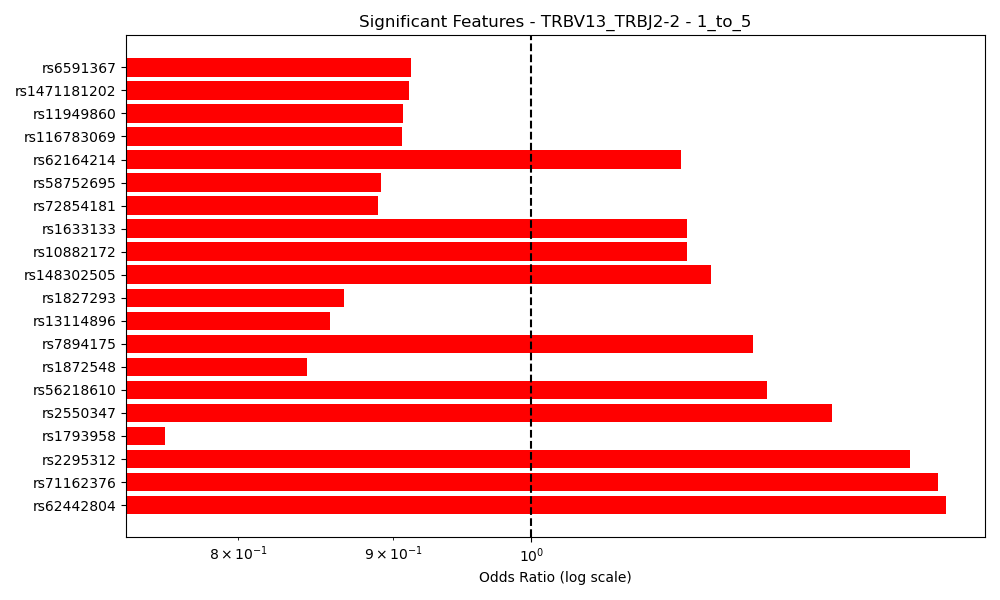 Significant Features - TRBV13_TRBJ2-2 - 1_to_5
rs6591367
rs1471181202
rs11949860
rs116783069
rs62164214
rs58752695
rs72854181
rs1633133
rs10882172
rs148302505
rs1827293
rs13114896
rs7894175
rs1872548
rs56218610
rs2550347
rs1793958
rs2295312
rs71162376
rs62442804
8 × 10⁻¹ 9 × 10⁻¹ 10⁰
Odds Ratio (log scale)